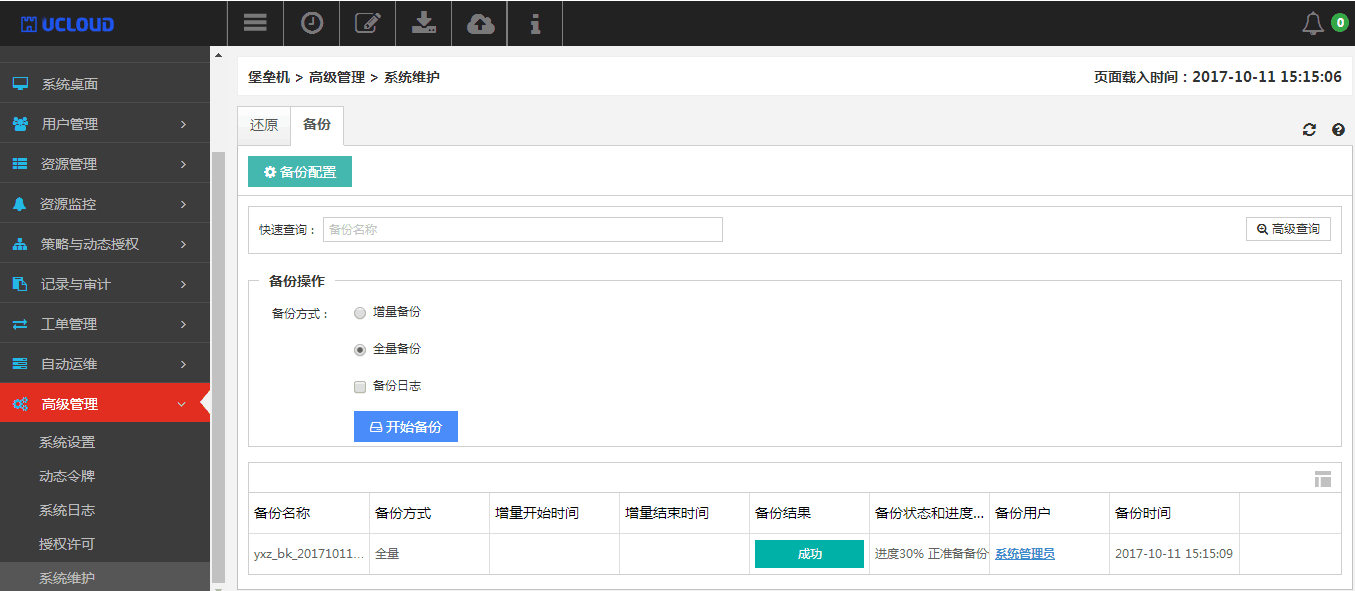 UCLOUD
0
系统桌面
用户管理
资源管理
资源监控
策略与动态授权
记录与审计
工单管理
自动运维
高级管理
系统设置
动态令牌
系统日志
授权许可
系统维护
堡垒机 > 高级管理 > 系统维护
页面载入时间：2017-10-11 15:15:06
还原 备份
备份配置
快速查询： 备份名称 高级查询
备份操作
备份方式： 增量备份
全量备份
备份日志
开始备份
备份名称 备份方式 增量开始时间 增量结束时间 备份结果 备份状态和进度... 备份用户 备份时间
yxz_bk_20171011... 全量 成功 进度30% 正准备备份 系统管理员 2017-10-11 15:15:09